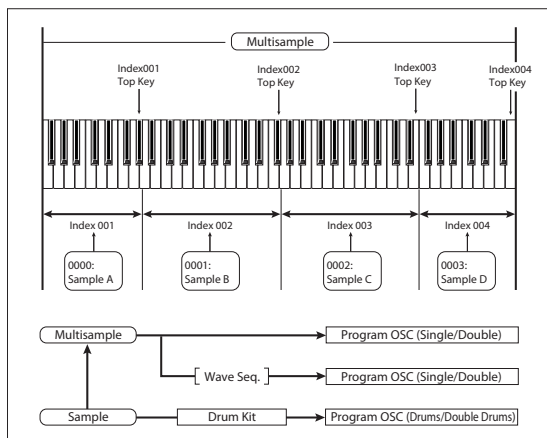 Multisample
Index001
Top Key
Index002
Top Key
Index003
Top Key
Index004
Top Key
Index 001
Index 002
Index 003
Index 004
0000:
Sample A
0001:
Sample B
0002:
Sample C
0003:
Sample D
Multisample
Program OSC (Single/Double)
Wave Seq.
Program OSC (Single/Double)
Sample
Drum Kit
Program OSC (Drums/Double Drums)